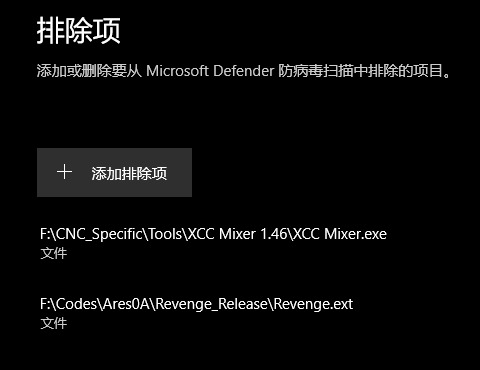 排除项
添加或删除要从 Microsoft Defender 防病毒扫描中排除的项目。
添加排除项
F:\CNC_Specific\Tools\XCC Mixer 1.46\XCC Mixer.exe
文件
F:\Codes\Ares0A\Revenge_Release\Revenge.ext
文件